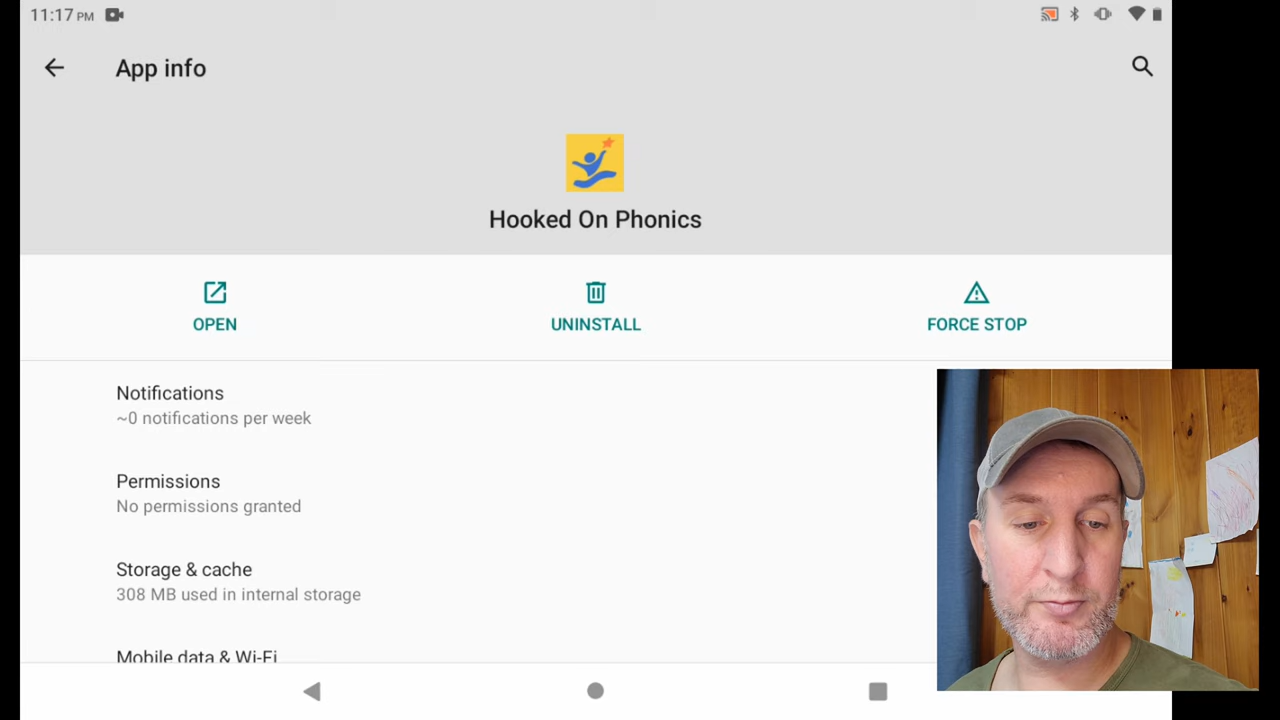 11:17 PM
App info
Hooked On Phonics
OPEN
UNINSTALL
FORCE STOP
Notifications
~0 notifications per week
Permissions
No permissions granted
Storage & cache
308 MB used in internal storage
Mobile data & Wi-Fi